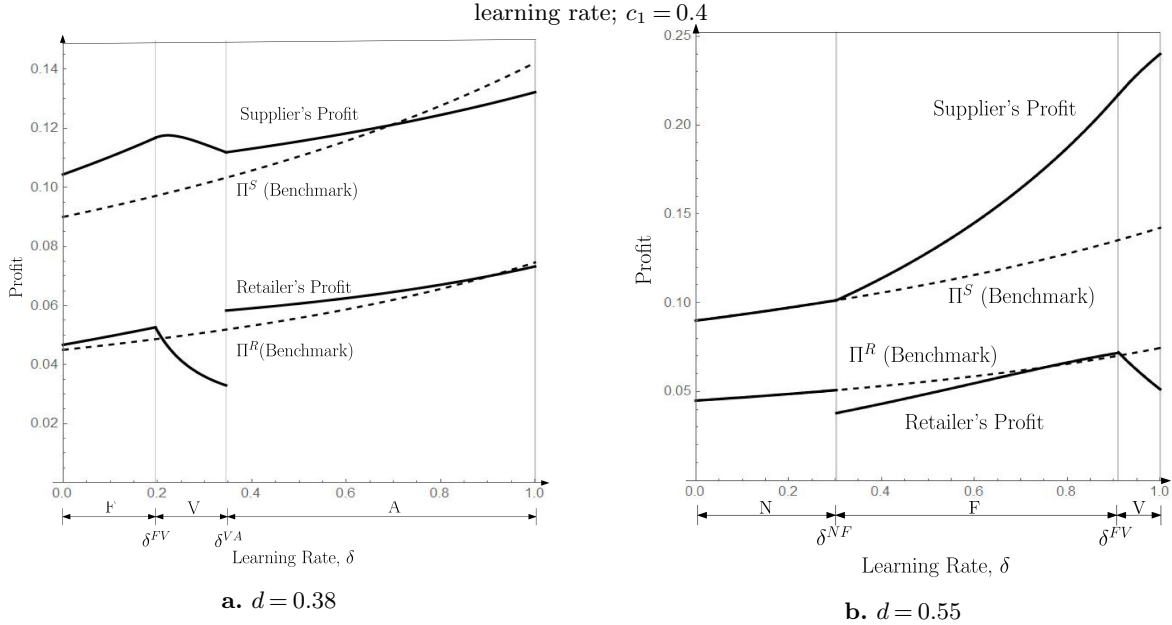 learning rate; c₁ = 0.4
0.14
0.12
0.10
0.08
0.06
0.04
0.02
Profit
Supplier's Profit
Πˢ (Benchmark)
Retailer's Profit
Πᴿ(Benchmark)
0.0 0.2 0.4 0.6 0.8 1.0
F V A
δ^{FV} δ^{VA}
Learning Rate, δ
a. d = 0.38
0.25
0.20
0.15
0.10
0.05
Profit
Supplier's Profit
Πˢ (Benchmark)
Πᴿ (Benchmark)
Retailer's Profit
0.0 0.2 0.4 0.6 0.8 1.0
N F V
δ^{NF} δ^{FV}
Learning Rate, δ
b. d = 0.55